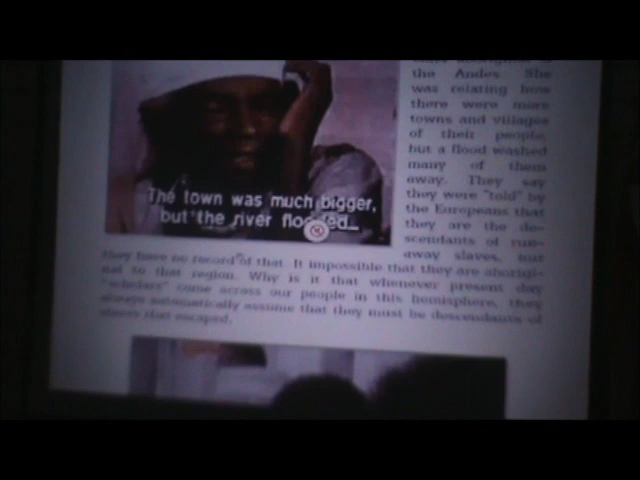 the Andes. She
was relating how
there were more
towns and villages
of their people,
but a flood washed
many of them
away. They say
they were "told" by
the Europeans that
they are the de-
scendants of run-
away slaves, but
The town was much bigger,
but the river flooded...
they have no record of that. It impossible that they are aborigi-
nal to that region. Why is it that whenever present day
"scholars" come across our people in this hemisphere, they
always automatically assume that they must be descendants of
slaves that escaped.